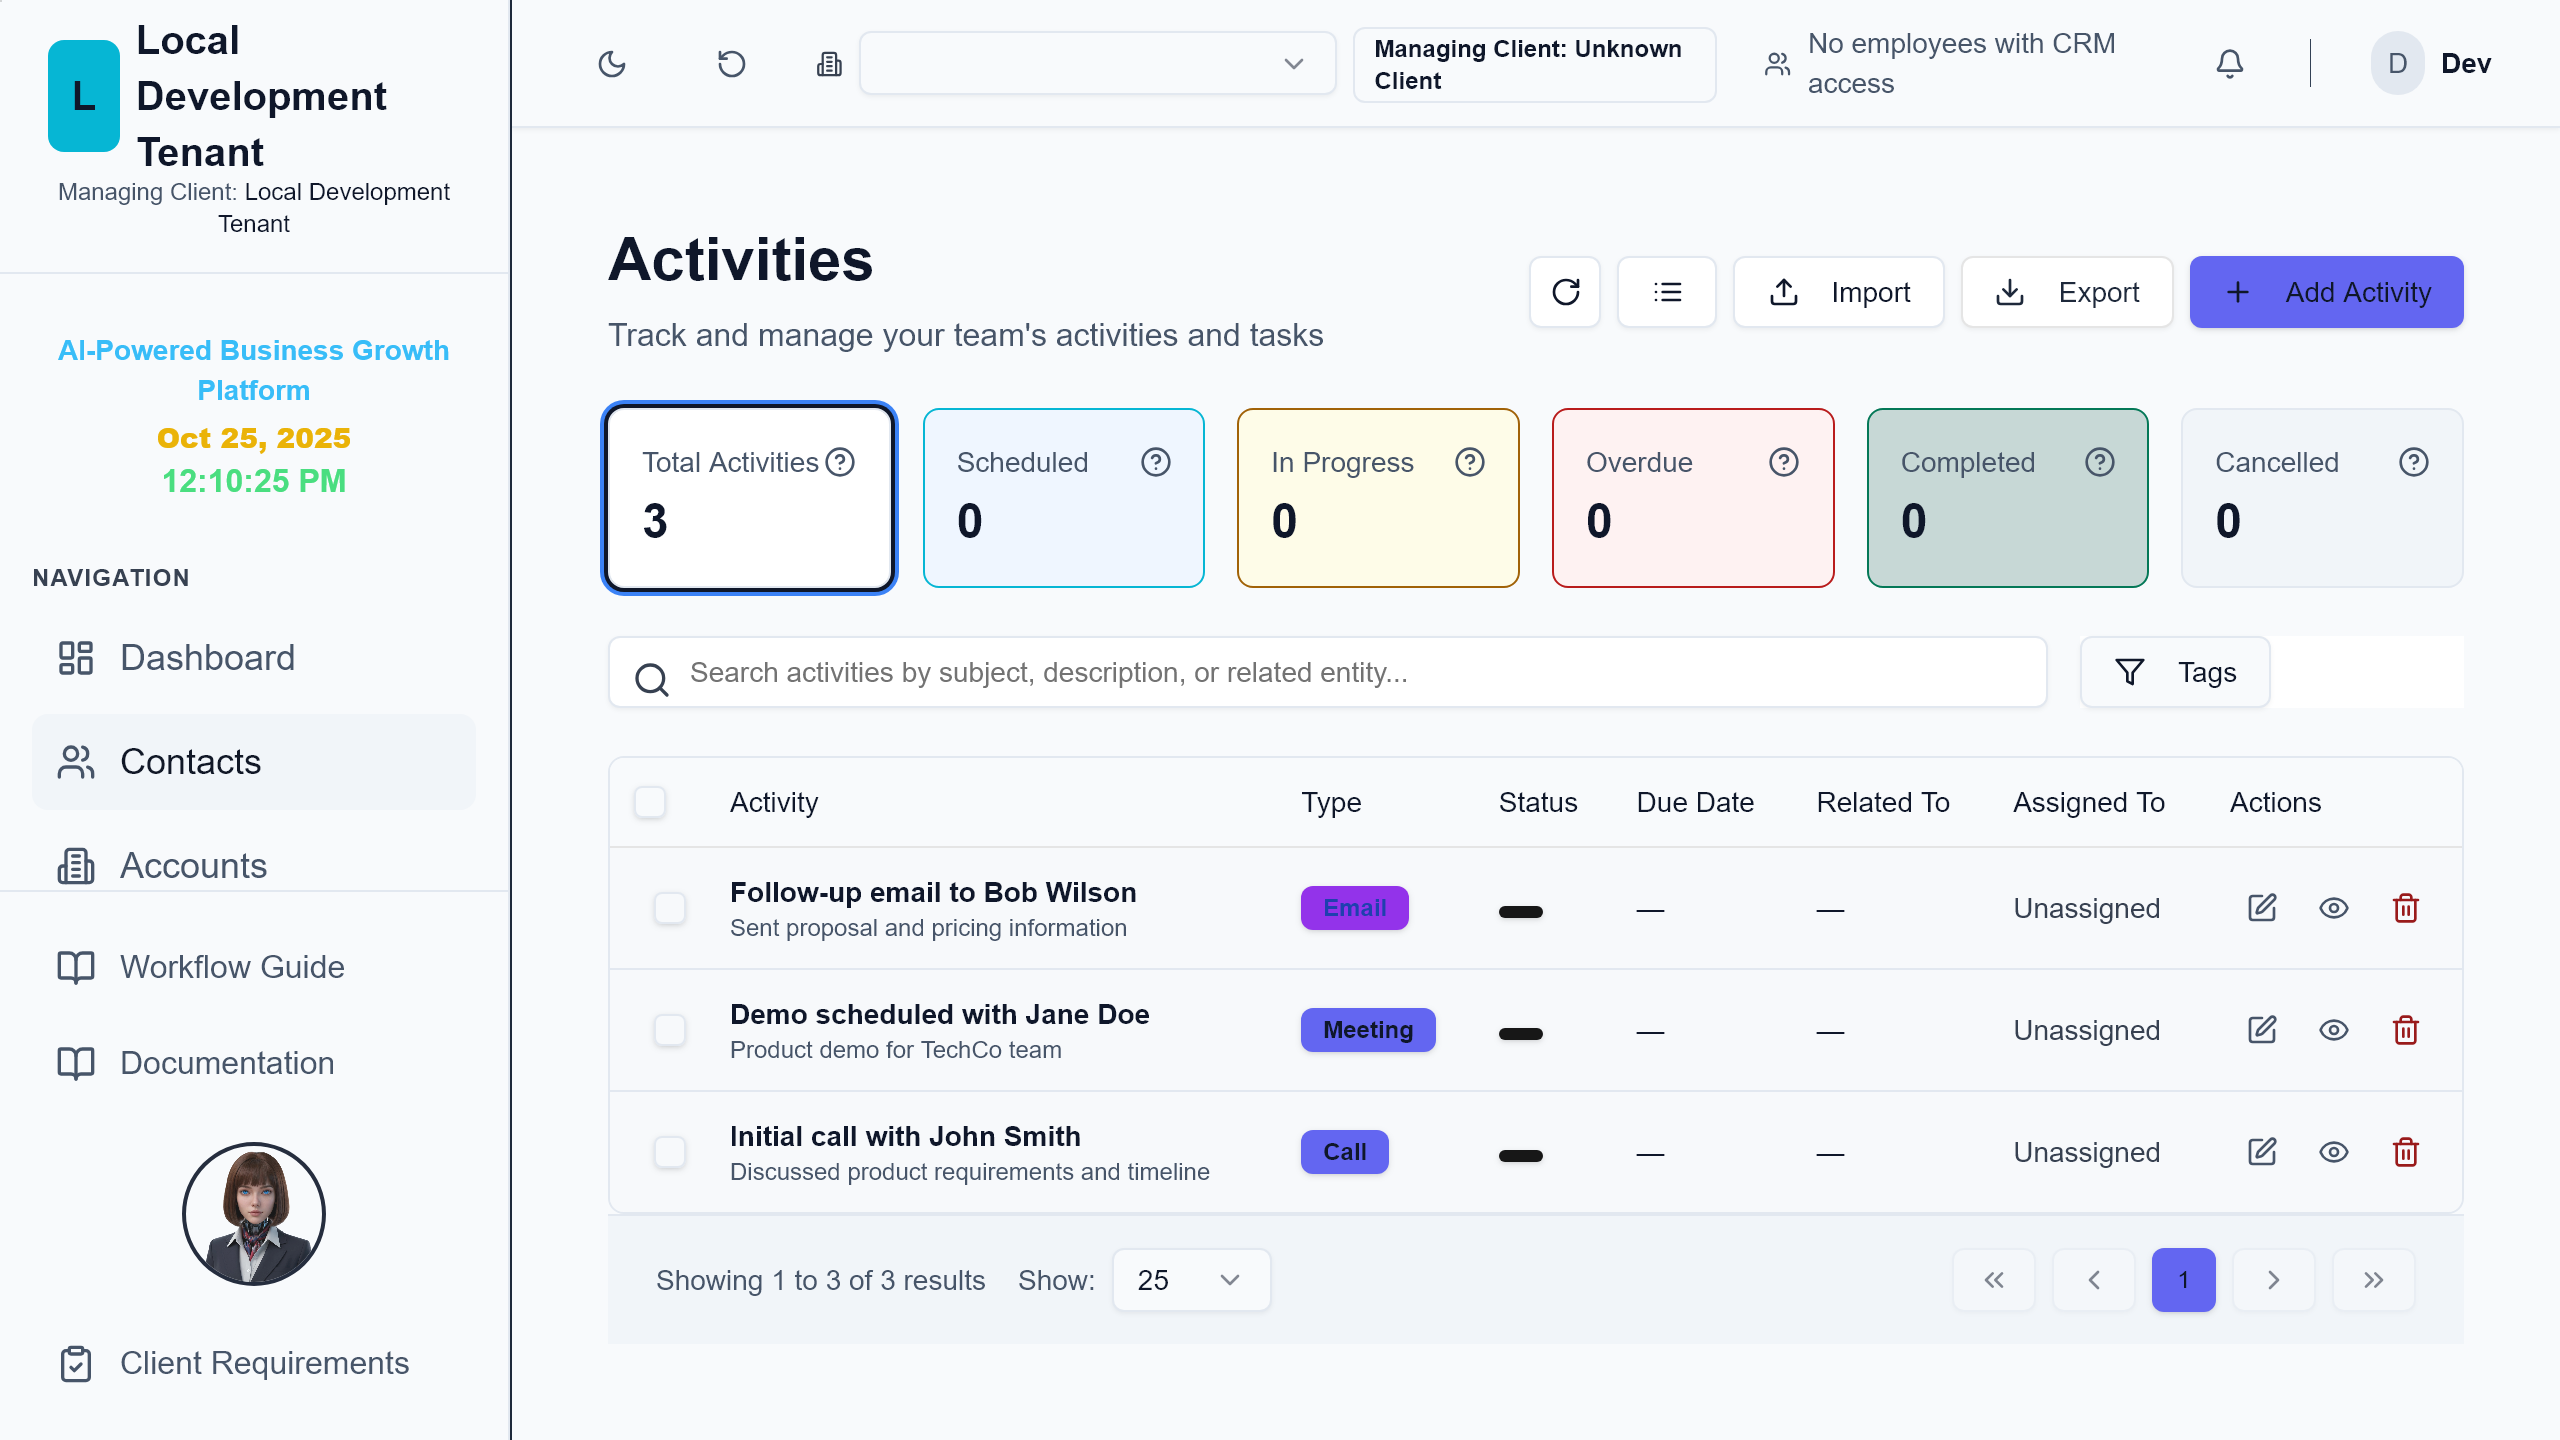 L
Local
Development
Tenant
Managing Client: Local Development
Tenant
AI-Powered Business Growth
Platform
Oct 25, 2025
12:10:25 PM
NAVIGATION
Dashboard
Contacts
Accounts
Workflow Guide
Documentation
Client Requirements
Managing Client: Unknown
Client
No employees with CRM
access
D
Dev
Activities
Track and manage your team's activities and tasks
Import
Export
Add Activity
Total Activities
3
Scheduled
0
In Progress
0
Overdue
0
Completed
0
Cancelled
0
Search activities by subject, description, or related entity...
Tags
Activity Type Status Due Date Related To Assigned To Actions
Follow-up email to Bob Wilson
Sent proposal and pricing information
Email — — Unassigned
Demo scheduled with Jane Doe
Product demo for TechCo team
Meeting — — Unassigned
Initial call with John Smith
Discussed product requirements and timeline
Call — — Unassigned
Showing 1 to 3 of 3 results Show: 25
1